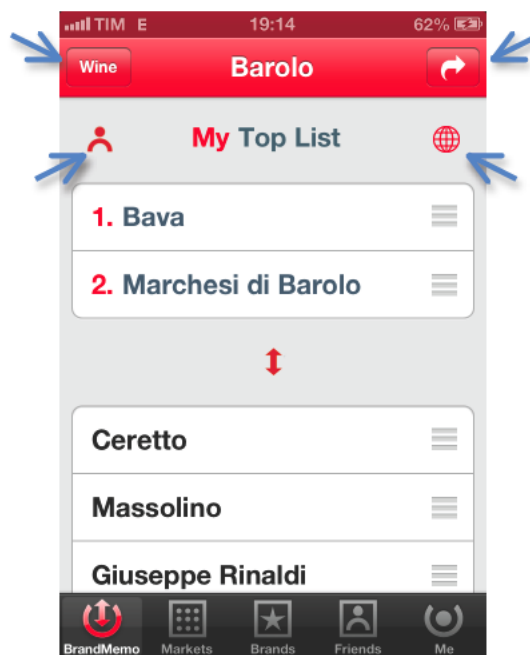 TIM E 19:14 62%
Wine Barolo
My Top List
1. Bava
2. Marchesi di Barolo
Ceretto
Massolino
Giuseppe Rinaldi
BrandMemo Markets Brands Friends Me